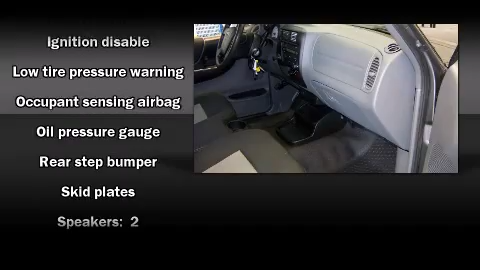 Ignition disable
Low tire pressure warning
Occupant sensing airbag
Oil pressure gauge
Rear step bumper
Skid plates
Speakers: 2